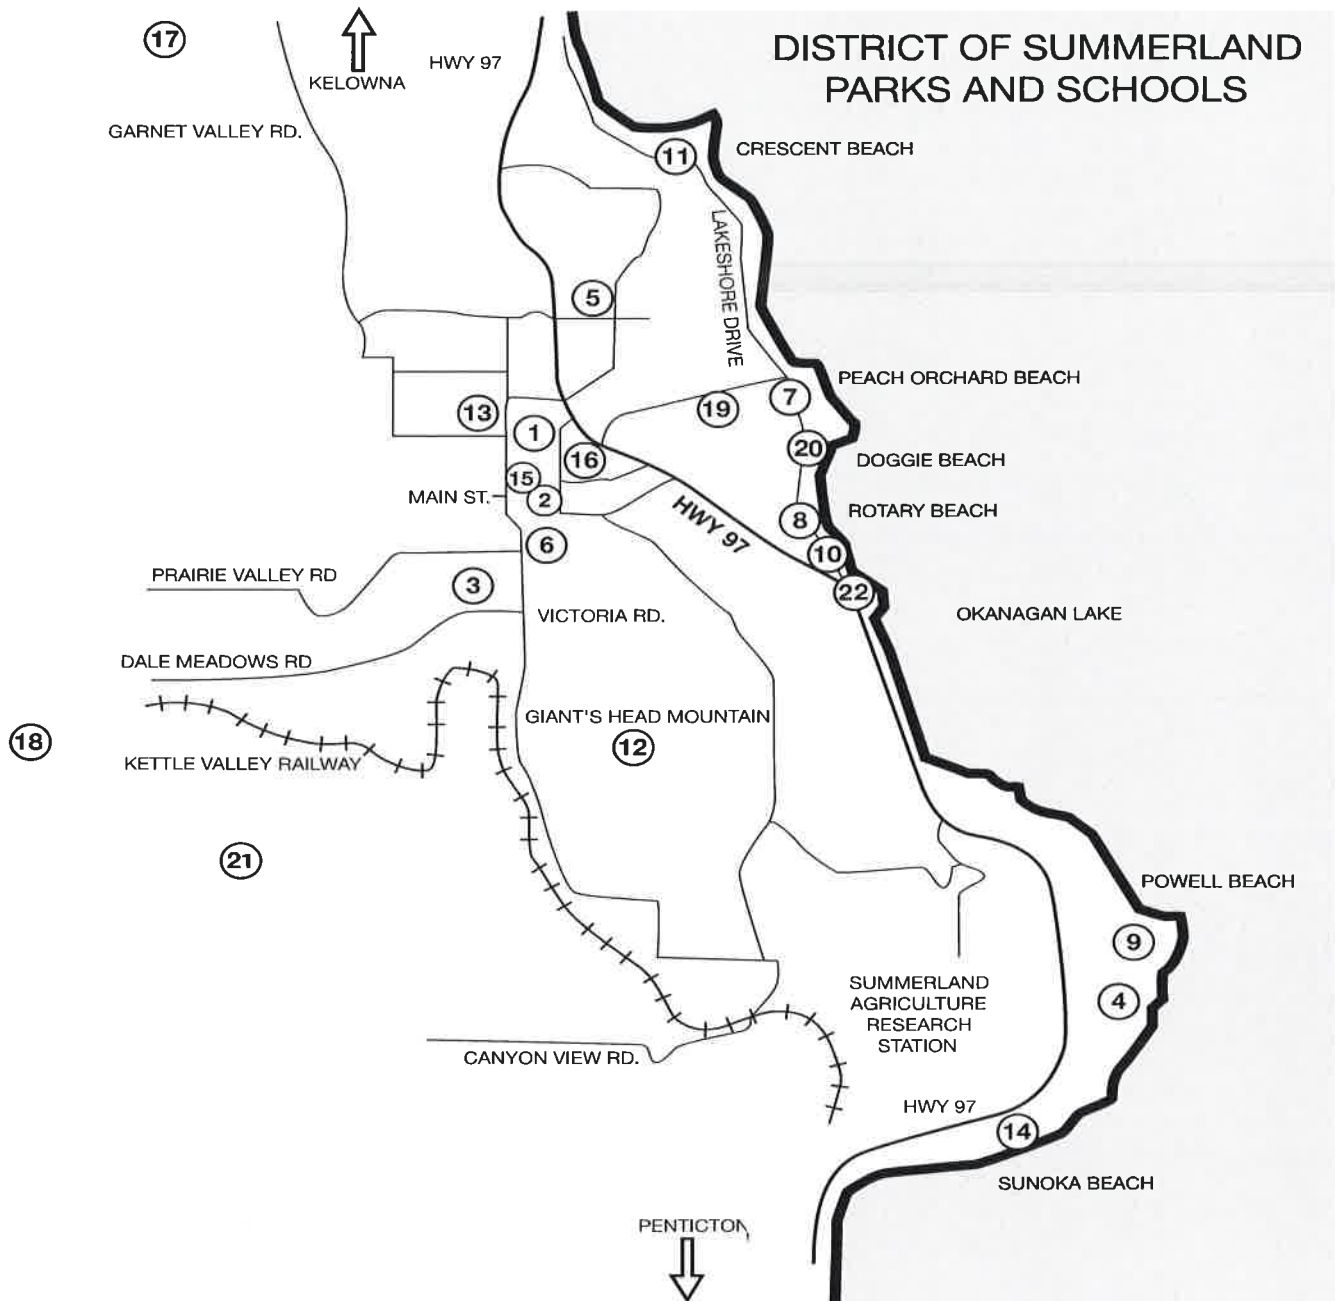 DISTRICT OF SUMMERLAND
PARKS AND SCHOOLS
17
KELOWNA
HWY 97
GARNET VALLEY RD.
11
CRESCENT BEACH
LAKESHORE DRIVE
5
PEACH ORCHARD BEACH
7
19
13
1
16
20
DOGGIE BEACH
15
MAIN ST.
2
8
ROTARY BEACH
HWY 97
6
10
PRAIRIE VALLEY RD
3
22
VICTORIA RD.
OKANAGAN LAKE
DALE MEADOWS RD
GIANT'S HEAD MOUNTAIN
12
18
KETTLE VALLEY RAILWAY
21
POWELL BEACH
9
4
SUMMERLAND
AGRICULTURE
RESEARCH
STATION
CANYON VIEW RD.
HWY 97
14
SUNOKA BEACH
PENTICTON